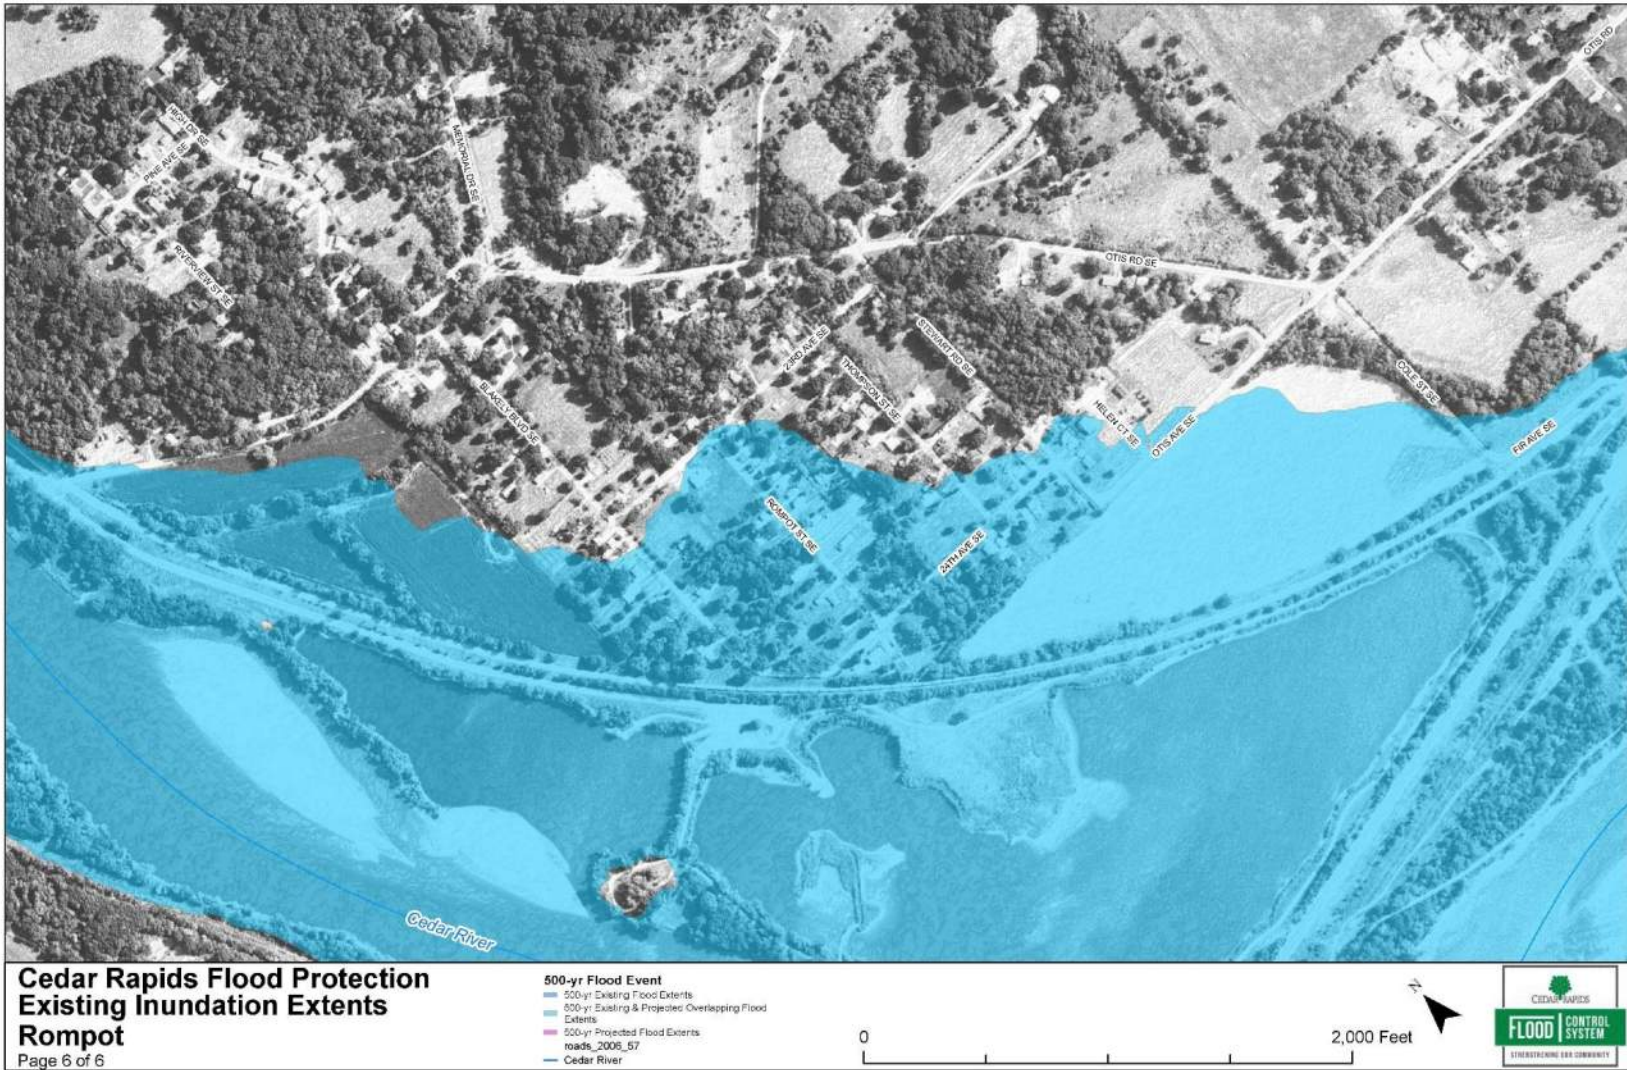 OTIS RD
HIGH DR SE
PINE AVE SE
MEMORIAL DR SE
RIVERVIEW ST SE
OTIS RD SE
23RD AVE SE
STEWART RD SE
THOMPSON ST SE
BLAKELY BLVD SE
COLE ST SE
HELEN CT SE
OTIS AVE SE
FIR AVE SE
ROMPOT ST SE
24TH AVE SE
Cedar River
Cedar Rapids Flood Protection
Existing Inundation Extents
Rompot
Page 6 of 6
500-yr Flood Event
500-yr Existing Flood Extents
500-yr Existing & Projected Overlapping Flood
Extents
500-yr Projected Flood Extents
roads_2006_57
Cedar River
0
2,000 Feet
N
CEDAR RAPIDS
FLOOD CONTROL
SYSTEM
STRENGTHENING OUR COMMUNITY